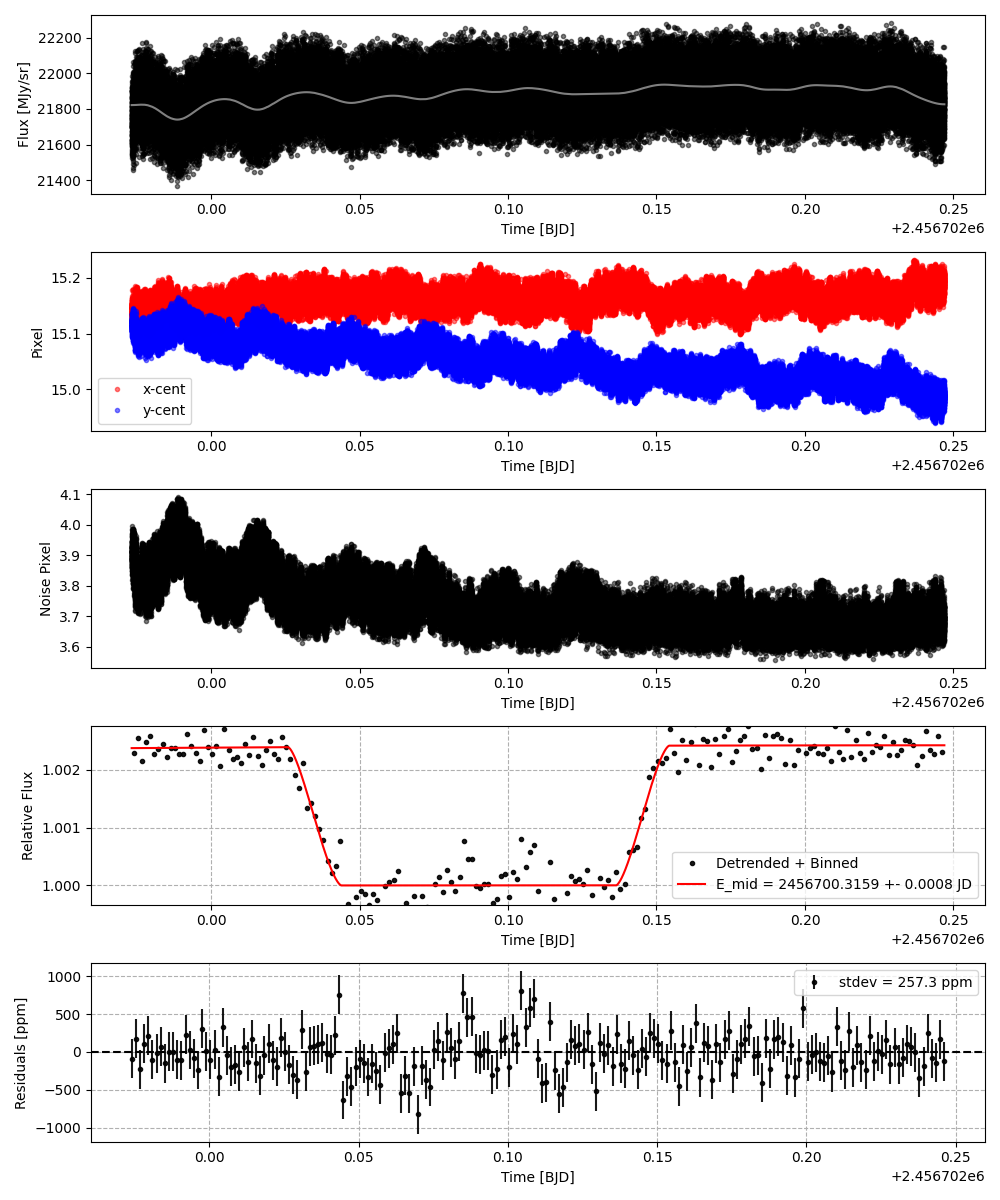 22200
22000
21800
21600
21400
Flux [MJy/sr]
0.00 0.05 0.10 0.15 0.20 0.25
Time [BJD]
+2.456702e6
15.2
15.1
15.0
Pixel
x-cent
y-cent
0.00 0.05 0.10 0.15 0.20 0.25
Time [BJD]
+2.456702e6
4.1
4.0
3.9
3.8
3.7
3.6
Noise Pixel
0.00 0.05 0.10 0.15 0.20 0.25
Time [BJD]
+2.456702e6
1.002
1.001
1.000
Relative Flux
Detrended + Binned
E_mid = 2456700.3159 +- 0.0008 JD
0.00 0.05 0.10 0.15 0.20 0.25
Time [BJD]
+2.456702e6
1000
500
0
−500
−1000
Residuals [ppm]
stdev = 257.3 ppm
0.00 0.05 0.10 0.15 0.20 0.25
Time [BJD]
+2.456702e6